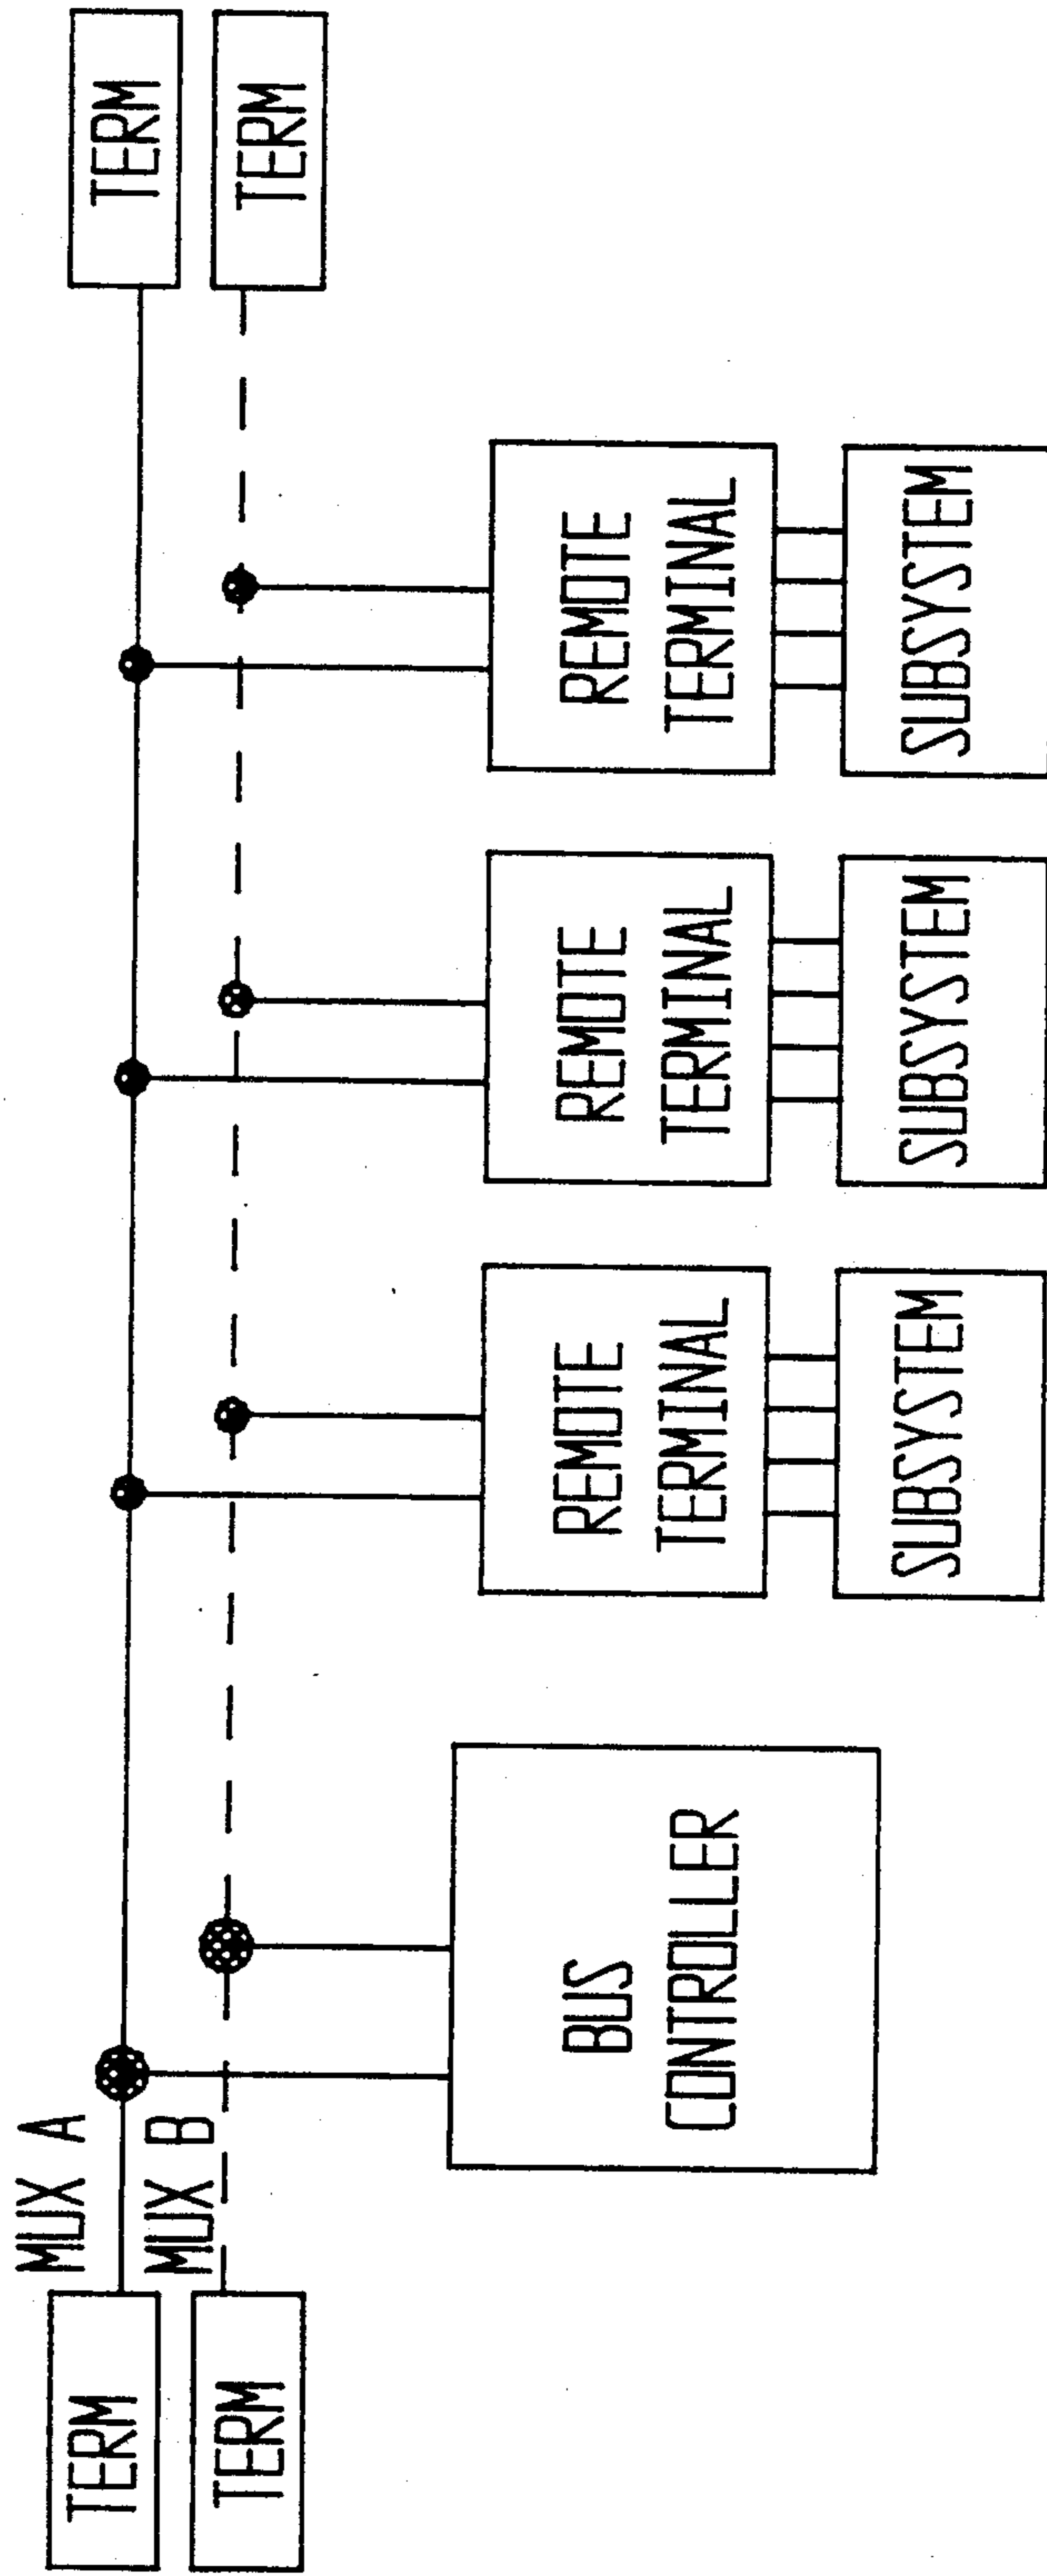 MUX A
MUX B
TERM
TERM
TERM
TERM
BUS
CONTROLLER
REMOTE
TERMINAL
REMOTE
TERMINAL
REMOTE
TERMINAL
SUBSYSTEM
SUBSYSTEM
SUBSYSTEM